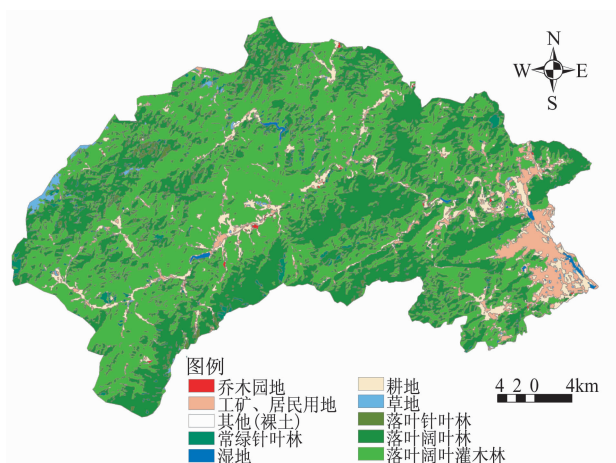 N
W E
S
图例
乔木园地
工矿、居民用地
其他(裸土)
常绿针叶林
湿地
耕地
草地
落叶针叶林
落叶阔叶林
落叶阔叶灌木林
4 2 0 4km